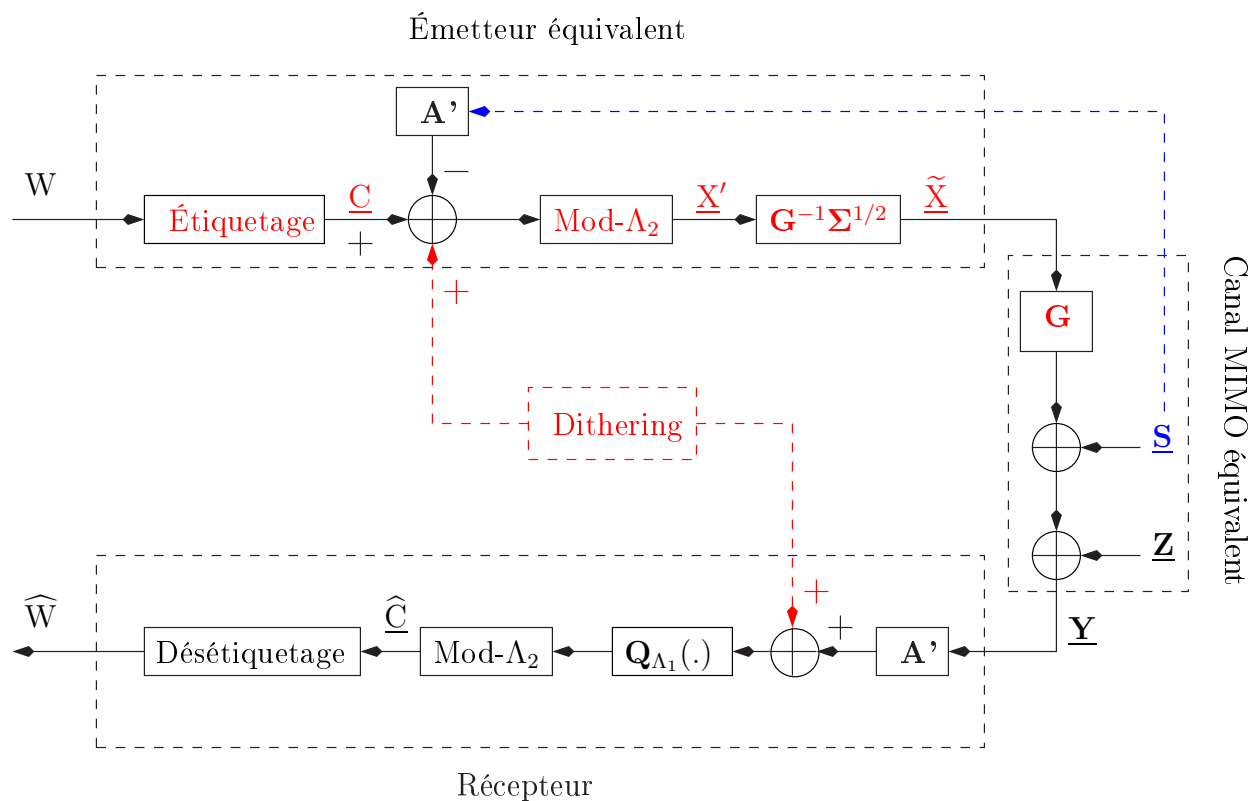 Émetteur équivalent
A'
−
W
Étiquetage
C
+
Mod-Λ2
X′
G−1Σ1/2
X̃
+
G
Canal MIMO équivalent
Dithering
S
Z
+
Ŵ
Désétiquetage
Ĉ
Mod-Λ2
QΛ1(.)
+
A'
Y
Récepteur